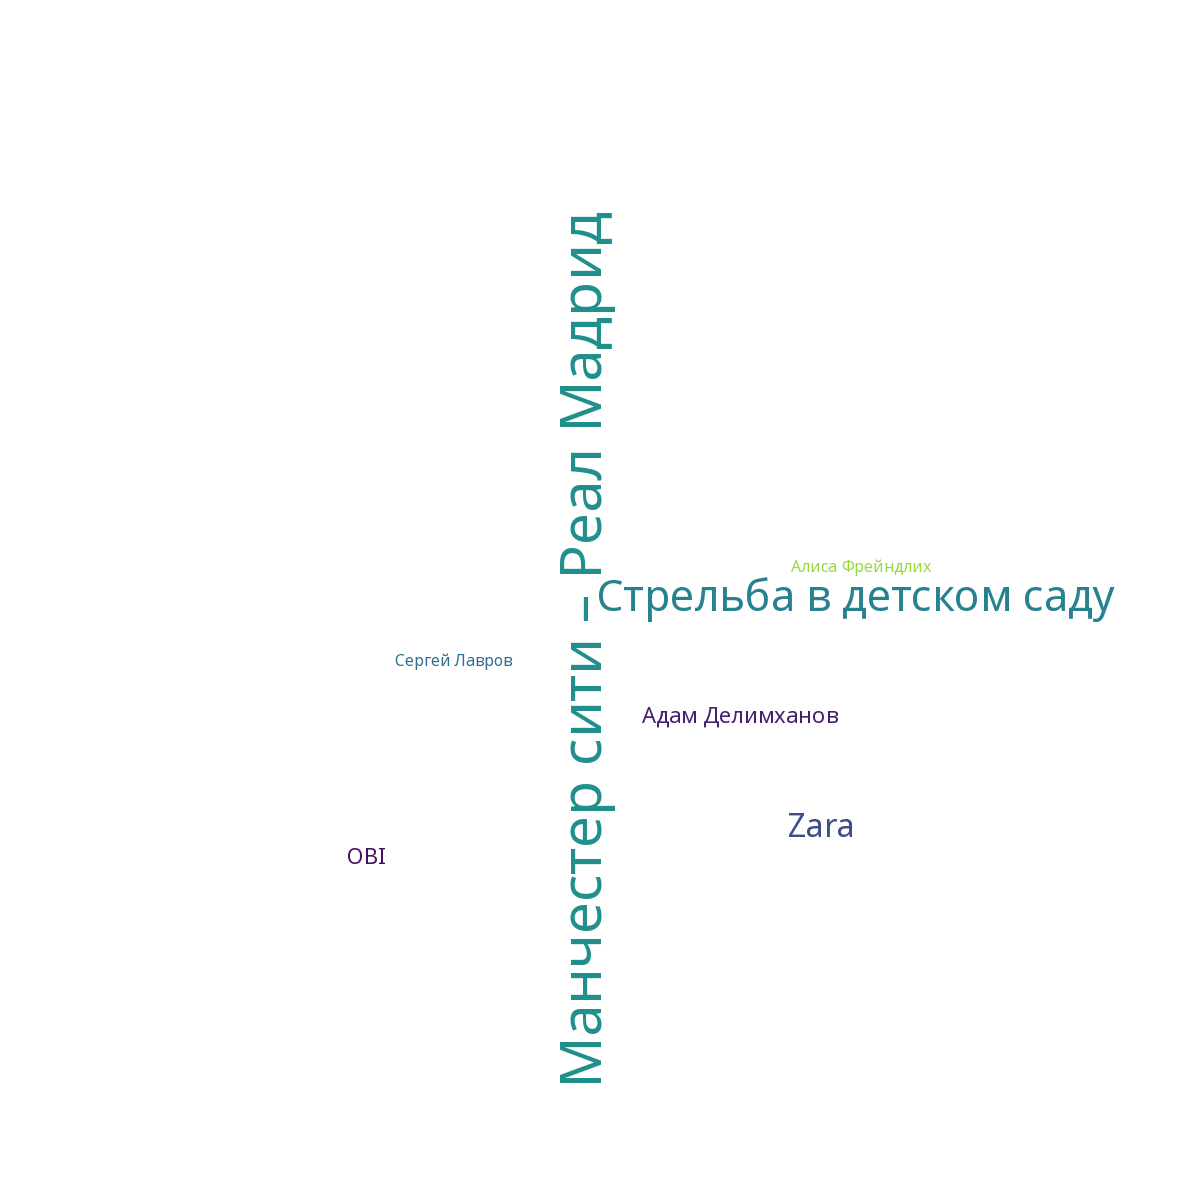 Манчестер сити – Реал Мадрид
Алиса Фрейндлих
Стрельба в детском саду
Сергей Лавров
Адам Делимханов
Zara
OBI